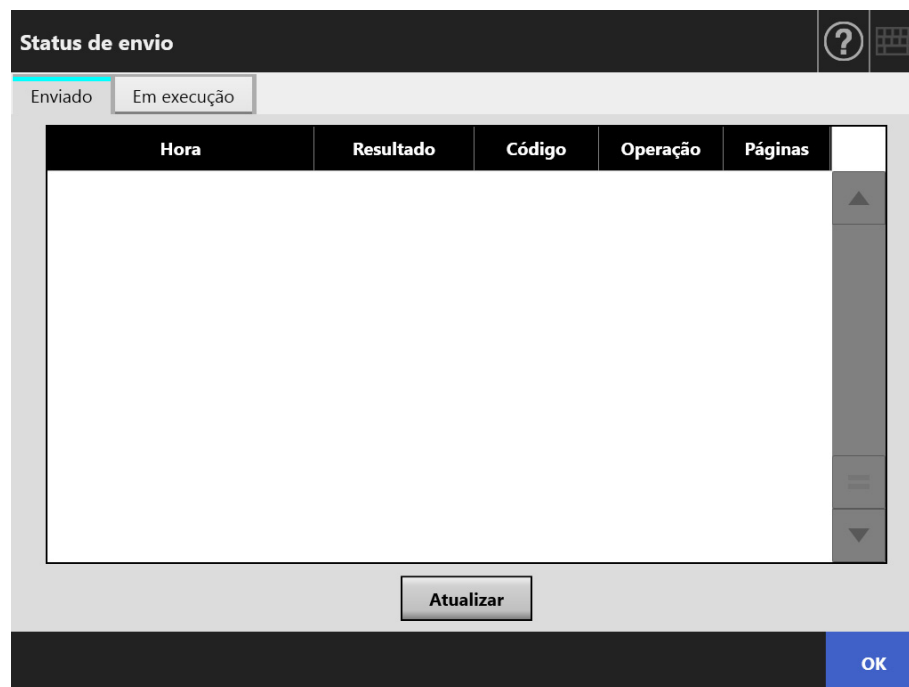 Status de envio
?
Enviado Em execução
Hora Resultado Código Operação Páginas
Atualizar
OK